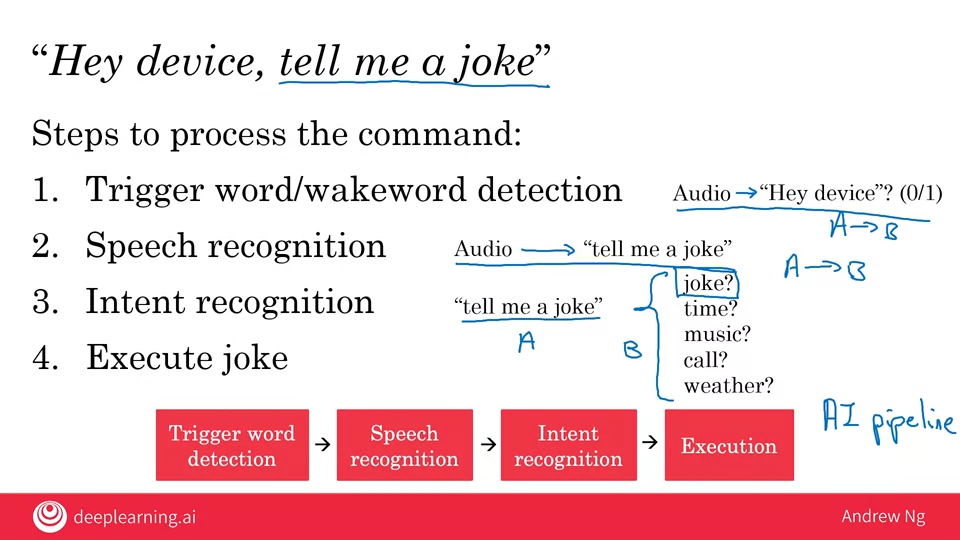 “Hey device, tell me a joke”
Steps to process the command:
1. Trigger word/wakeword detection
Audio → “Hey device”? (0/1)
A → B
2. Speech recognition
Audio → “tell me a joke”
A → B
3. Intent recognition
“tell me a joke”
A
B
joke?
time?
music?
call?
weather?
4. Execute joke
AI pipeline
Trigger word
detection
→
Speech
recognition
→
Intent
recognition
→
Execution
deeplearning.ai
Andrew Ng